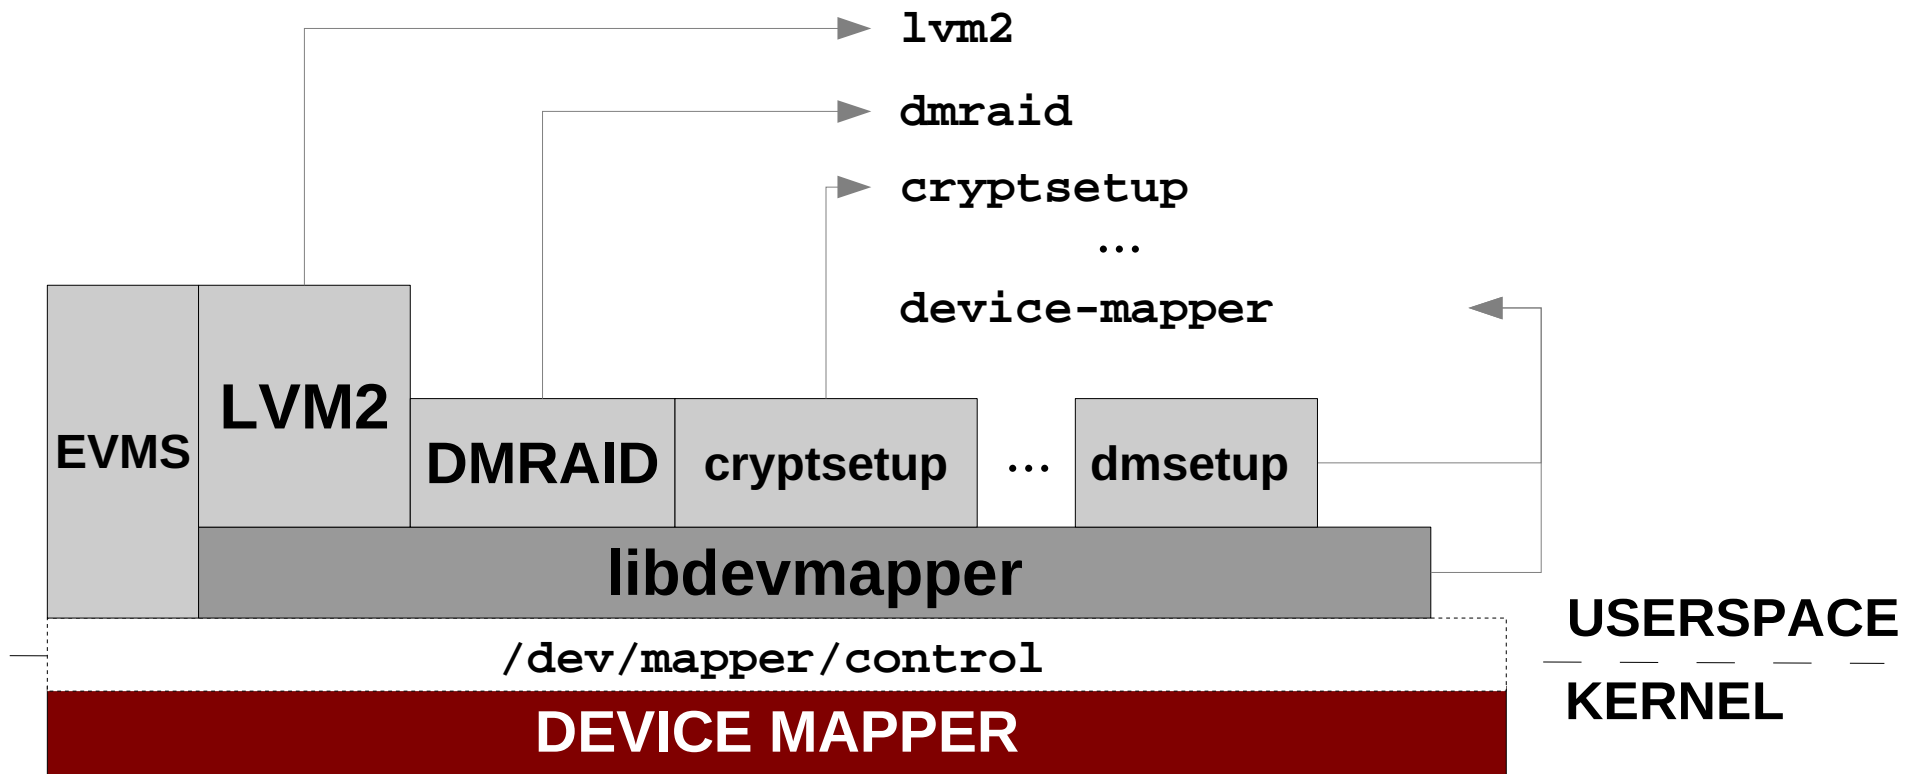 lvm2
dmraid
cryptsetup
...
device-mapper
EVMS
LVM2
DMRAID
cryptsetup
...
dmsetup
libdevmapper
/dev/mapper/control
USERSPACE
KERNEL
DEVICE MAPPER